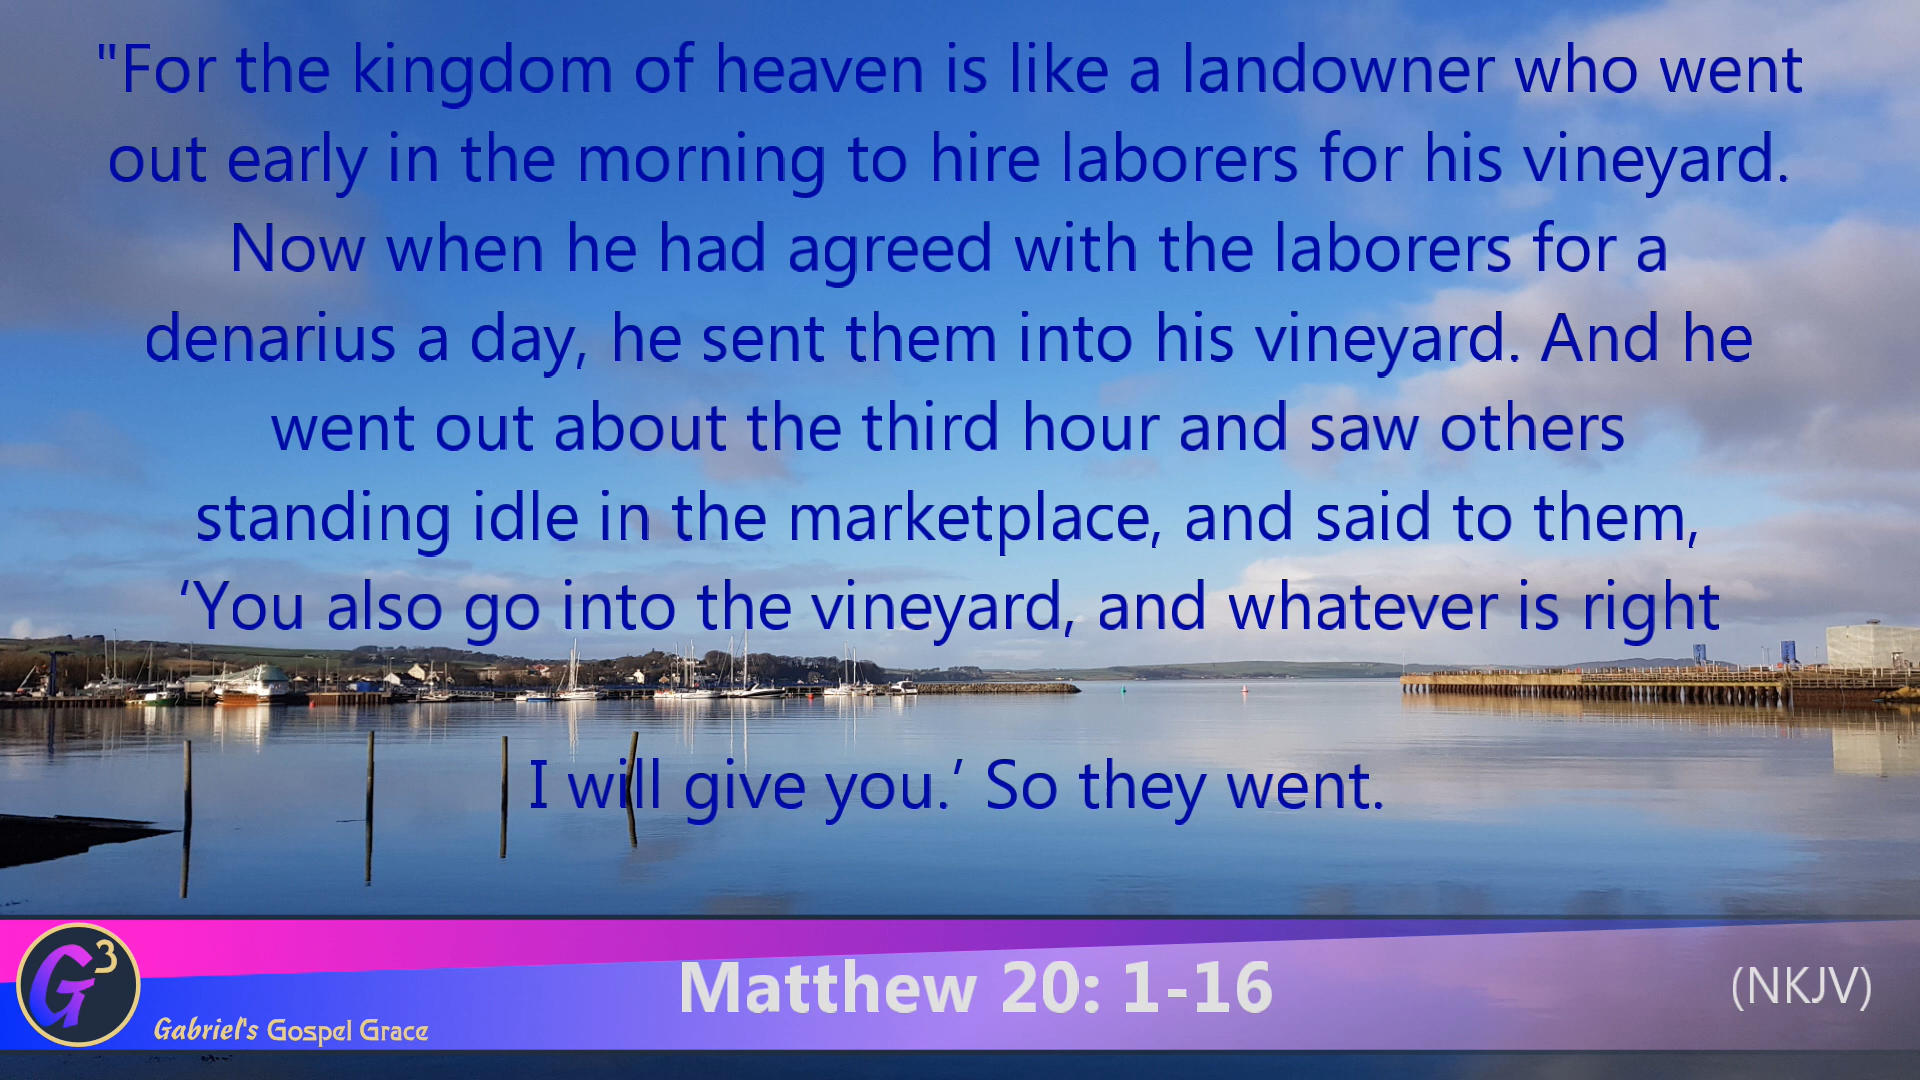 "For the kingdom of heaven is like a landowner who went
out early in the morning to hire laborers for his vineyard.
Now when he had agreed with the laborers for a
denarius a day, he sent them into his vineyard. And he
went out about the third hour and saw others
standing idle in the marketplace, and said to them,
‘You also go into the vineyard, and whatever is right
I will give you.’ So they went.
G3
Gabriel's Gospel Grace
Matthew 20: 1-16
(NKJV)